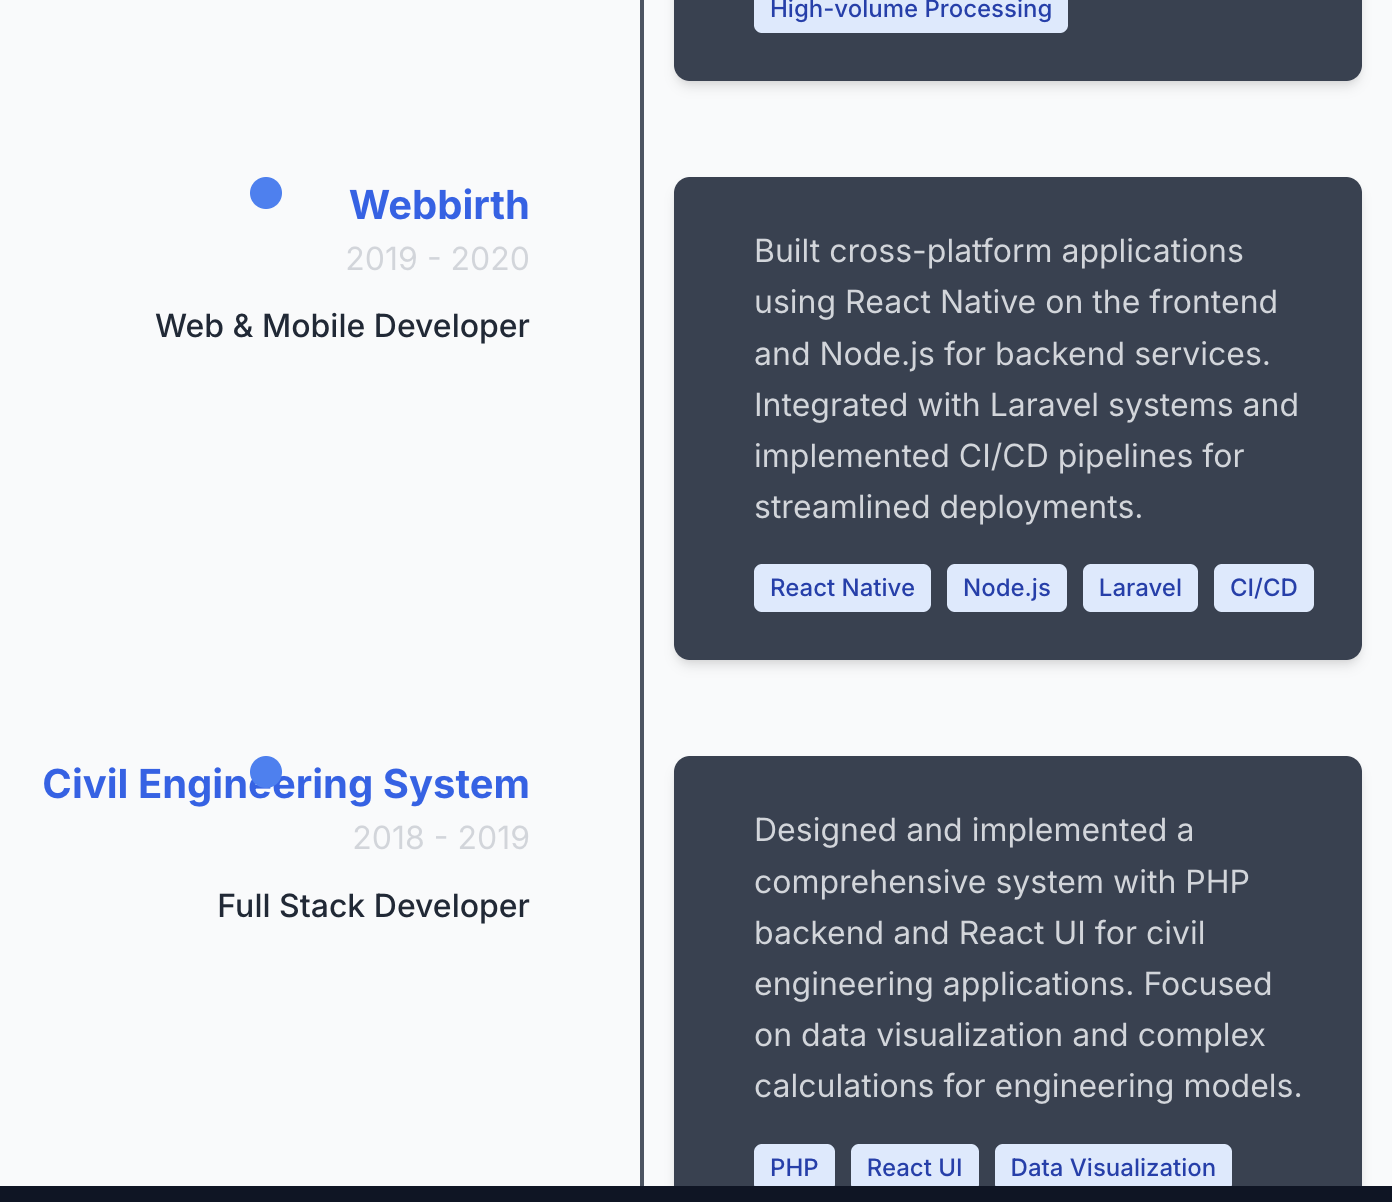 High-volume Processing
Webbirth
2019 - 2020
Web & Mobile Developer
Built cross-platform applications
using React Native on the frontend
and Node.js for backend services.
Integrated with Laravel systems and
implemented CI/CD pipelines for
streamlined deployments.
React Native Node.js Laravel CI/CD
Civil Engineering System
2018 - 2019
Full Stack Developer
Designed and implemented a
comprehensive system with PHP
backend and React UI for civil
engineering applications. Focused
on data visualization and complex
calculations for engineering models.
PHP React UI Data Visualization